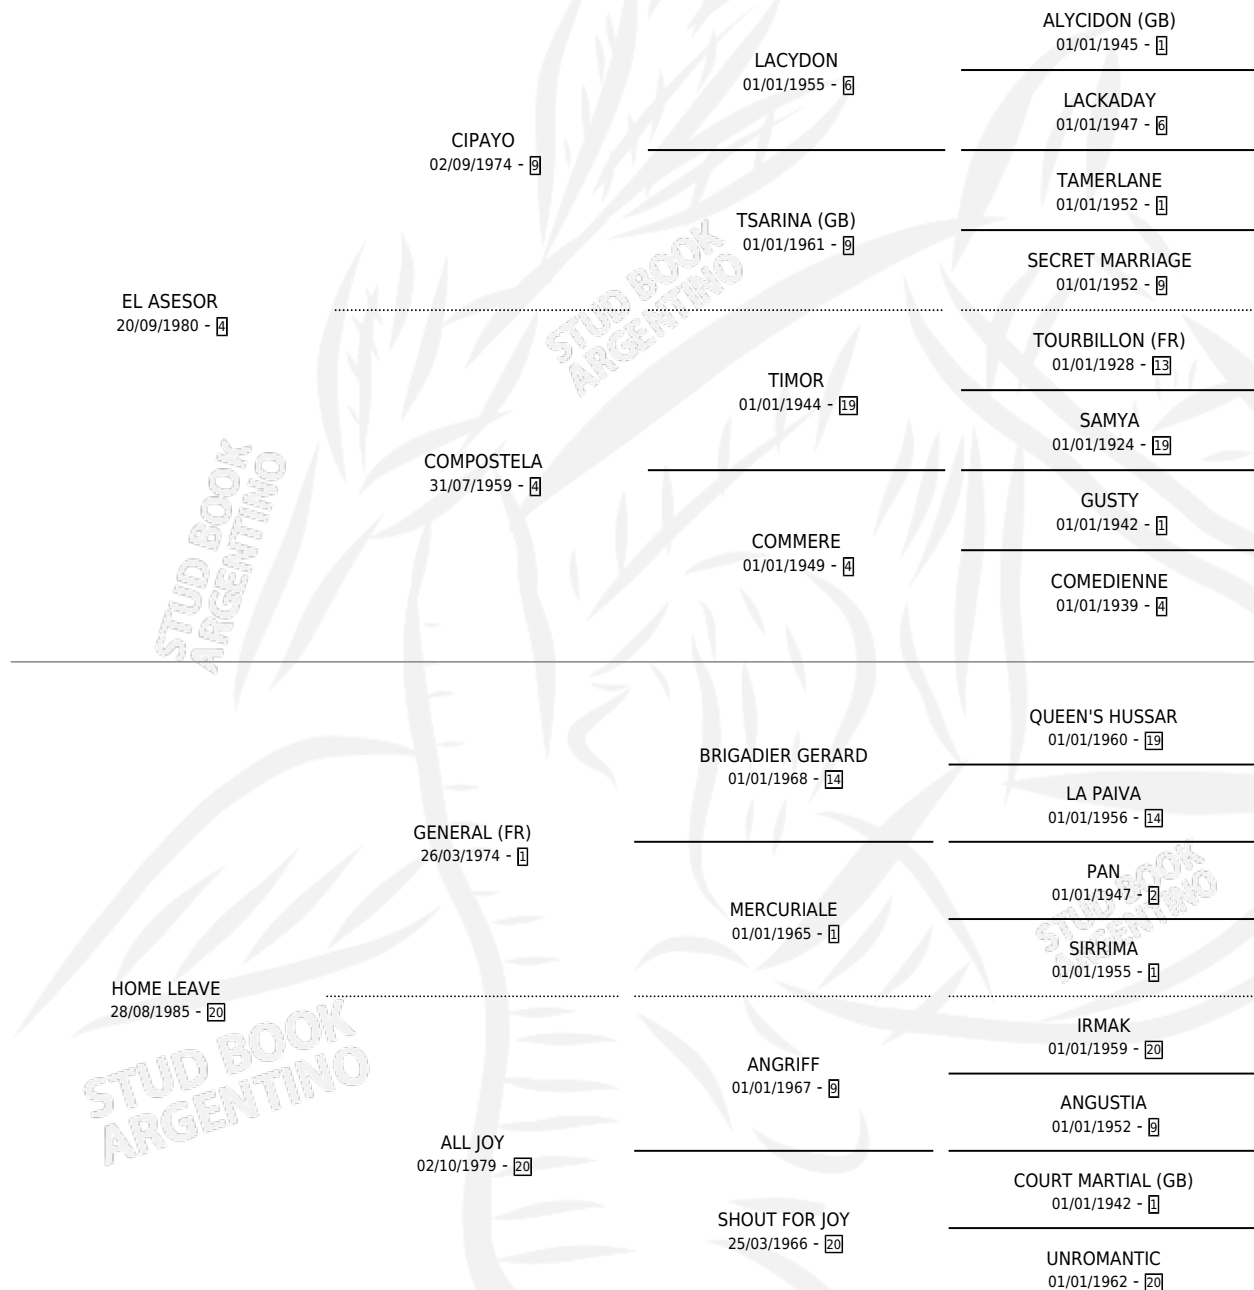 ALYCIDON (GB)
01/01/1945 - 1
LACYDON
01/01/1955 - 6
LACKADAY
01/01/1947 - 6
CIPAYO
02/09/1974 - 9
TAMERLANE
01/01/1952 - 1
TSARINA (GB)
01/01/1961 - 9
SECRET MARRIAGE
01/01/1952 - 9
EL ASESOR
20/09/1980 - 4
TOURBILLON (FR)
01/01/1928 - 13
TIMOR
01/01/1944 - 19
SAMYA
01/01/1924 - 19
COMPOSTELA
31/07/1959 - 4
GUSTY
01/01/1942 - 1
COMMERE
01/01/1949 - 4
COMEDIENNE
01/01/1939 - 4
QUEEN'S HUSSAR
01/01/1960 - 19
BRIGADIER GERARD
01/01/1968 - 14
LA PAIVA
01/01/1956 - 14
GENERAL (FR)
26/03/1974 - 1
PAN
01/01/1947 - 2
MERCURIALE
01/01/1965 - 1
SIRRIMA
01/01/1955 - 1
HOME LEAVE
28/08/1985 - 20
IRMAK
01/01/1959 - 20
ANGRIFF
01/01/1967 - 9
ANGUSTIA
01/01/1952 - 9
ALL JOY
02/10/1979 - 20
COURT MARTIAL (GB)
01/01/1942 - 1
SHOUT FOR JOY
25/03/1966 - 20
UNROMANTIC
01/01/1962 - 20
STUD BOOK
ARGENTINO
STUD BOOK
ARGENTINO
STUD BOOK
ARGENTINO
STUD BOOK
ARGENTINO